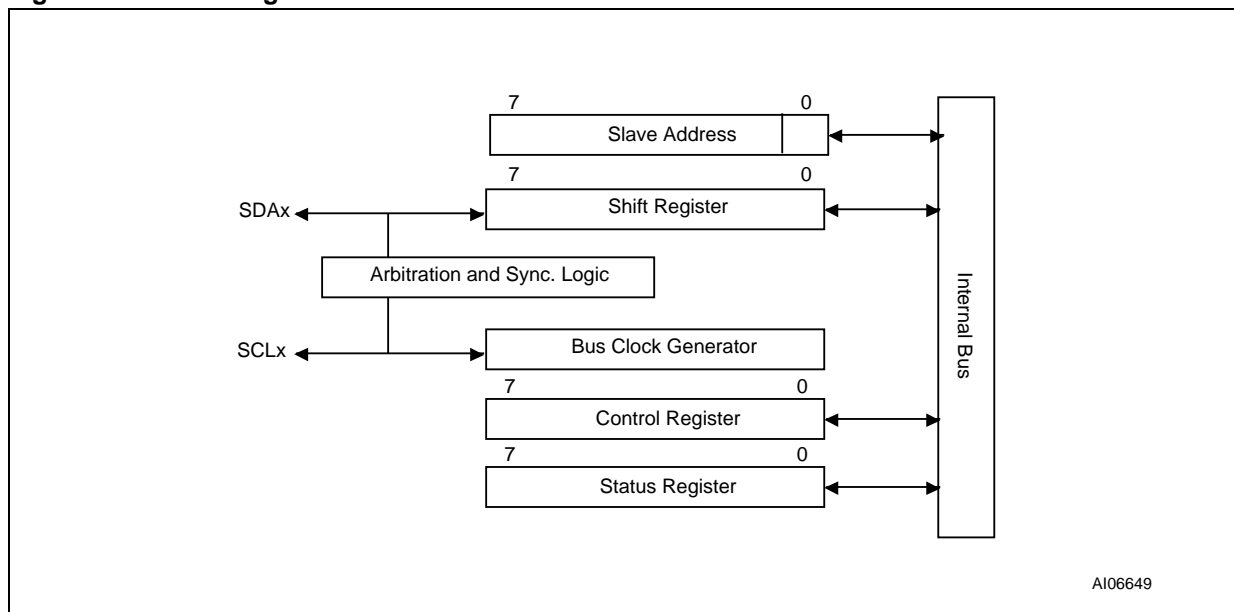 7 0
Slave Address
7 0
SDAx
Shift Register
Arbitration and Sync. Logic
SCLx
Bus Clock Generator
7 0
Control Register
7 0
Status Register
Internal Bus
AI06649